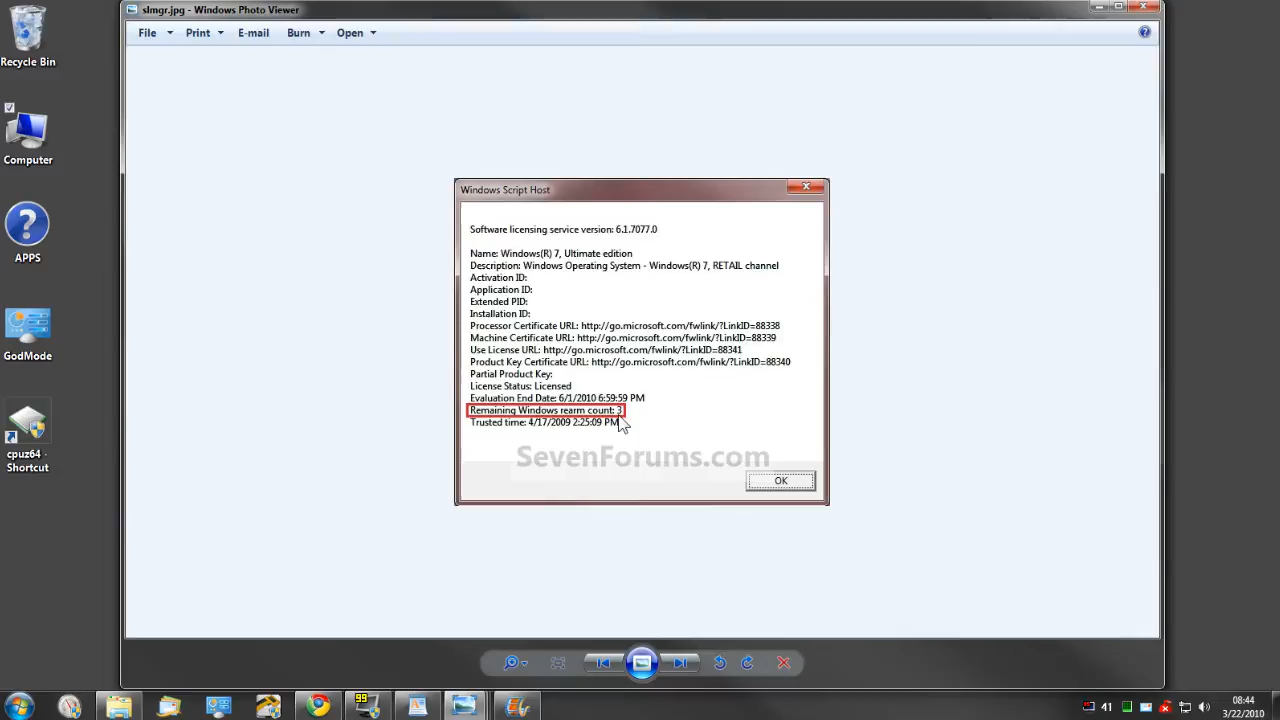 slmgr.jpg - Windows Photo Viewer
File Print E-mail Burn Open
Recycle Bin
Computer
APPS
GodMode
cpuz64 -
Shortcut
Windows Script Host
Software licensing service version: 6.1.7077.0
Name: Windows(R) 7, Ultimate edition
Description: Windows Operating System - Windows(R) 7, RETAIL channel
Activation ID:
Application ID:
Extended PID:
Installation ID:
Processor Certificate URL: http://go.microsoft.com/fwlink/?LinkID=88338
Machine Certificate URL: http://go.microsoft.com/fwlink/?LinkID=88339
Use License URL: http://go.microsoft.com/fwlink/?LinkID=88341
Product Key Certificate URL: http://go.microsoft.com/fwlink/?LinkID=88340
Partial Product Key:
License Status: Licensed
Evaluation End Date: 6/1/2010 6:59:59 PM
Remaining Windows rearm count: 3
Trusted time: 4/17/2009 2:25:09 PM
SevenForums.com
OK
99
41
08:44
3/22/2010